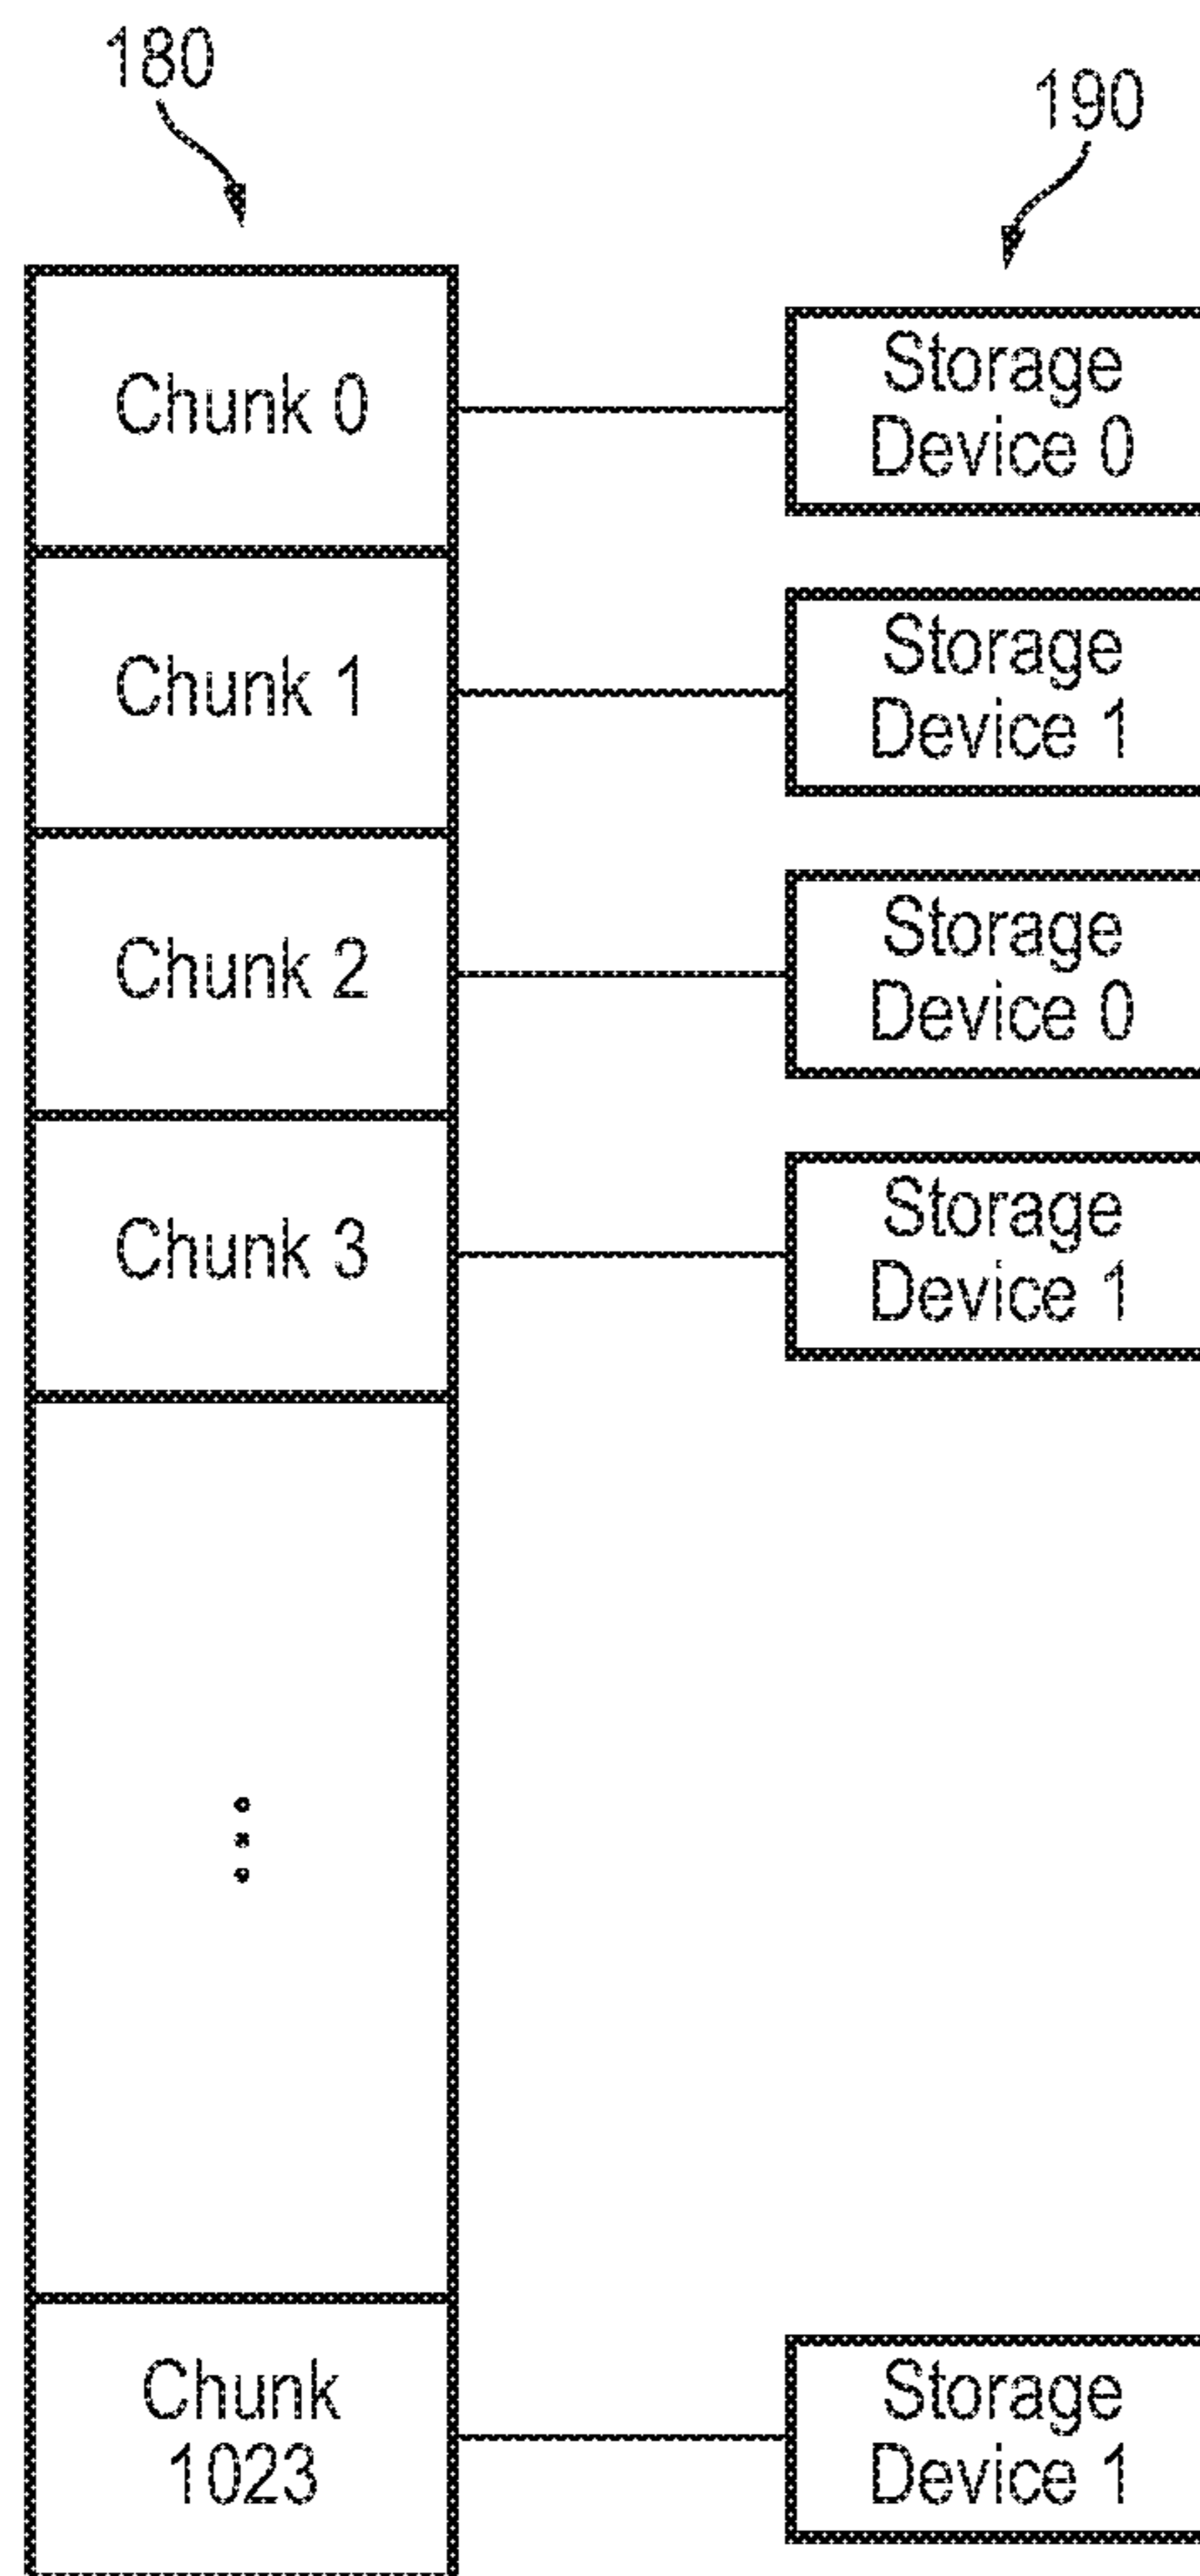 180
190
Chunk 0
Storage
Device 0
Chunk 1
Storage
Device 1
Chunk 2
Storage
Device 0
Chunk 3
Storage
Device 1
Chunk
1023
Storage
Device 1